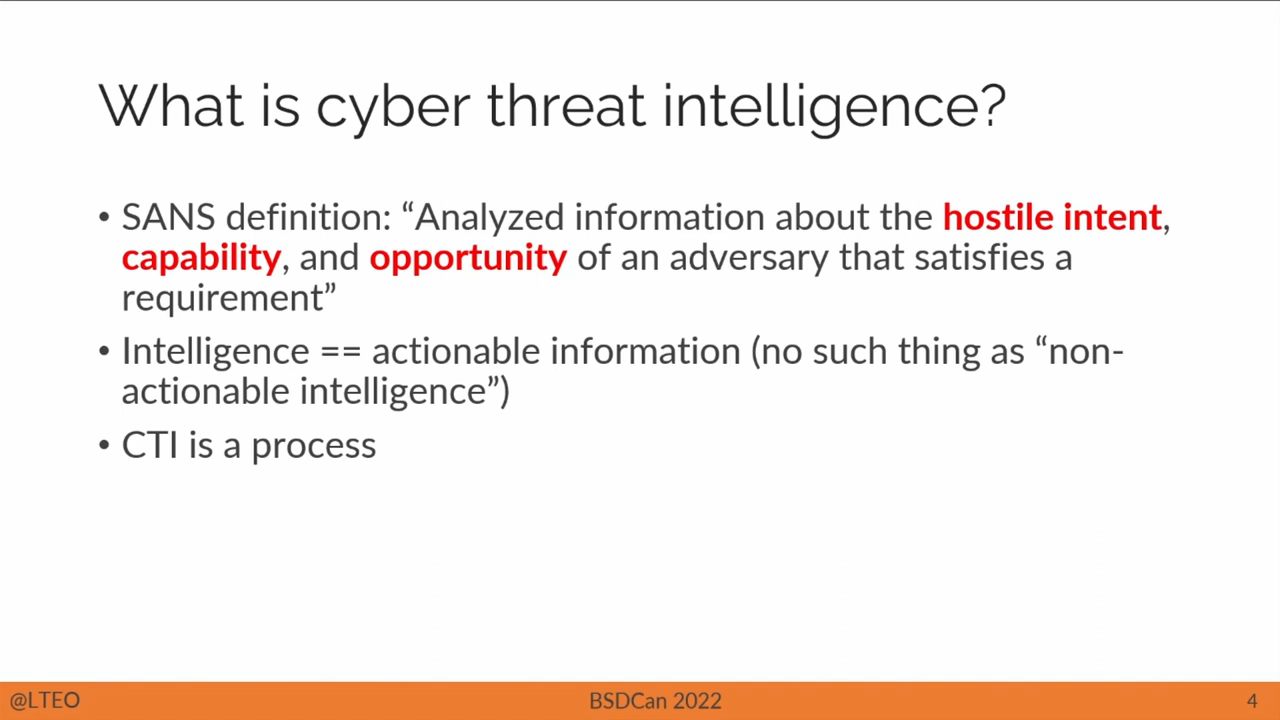 What is cyber threat intelligence?
• SANS definition: “Analyzed information about the hostile intent,
capability, and opportunity of an adversary that satisfies a
requirement”
• Intelligence == actionable information (no such thing as “non-
actionable intelligence”)
• CTI is a process
@LTEO
BSDCan 2022
4